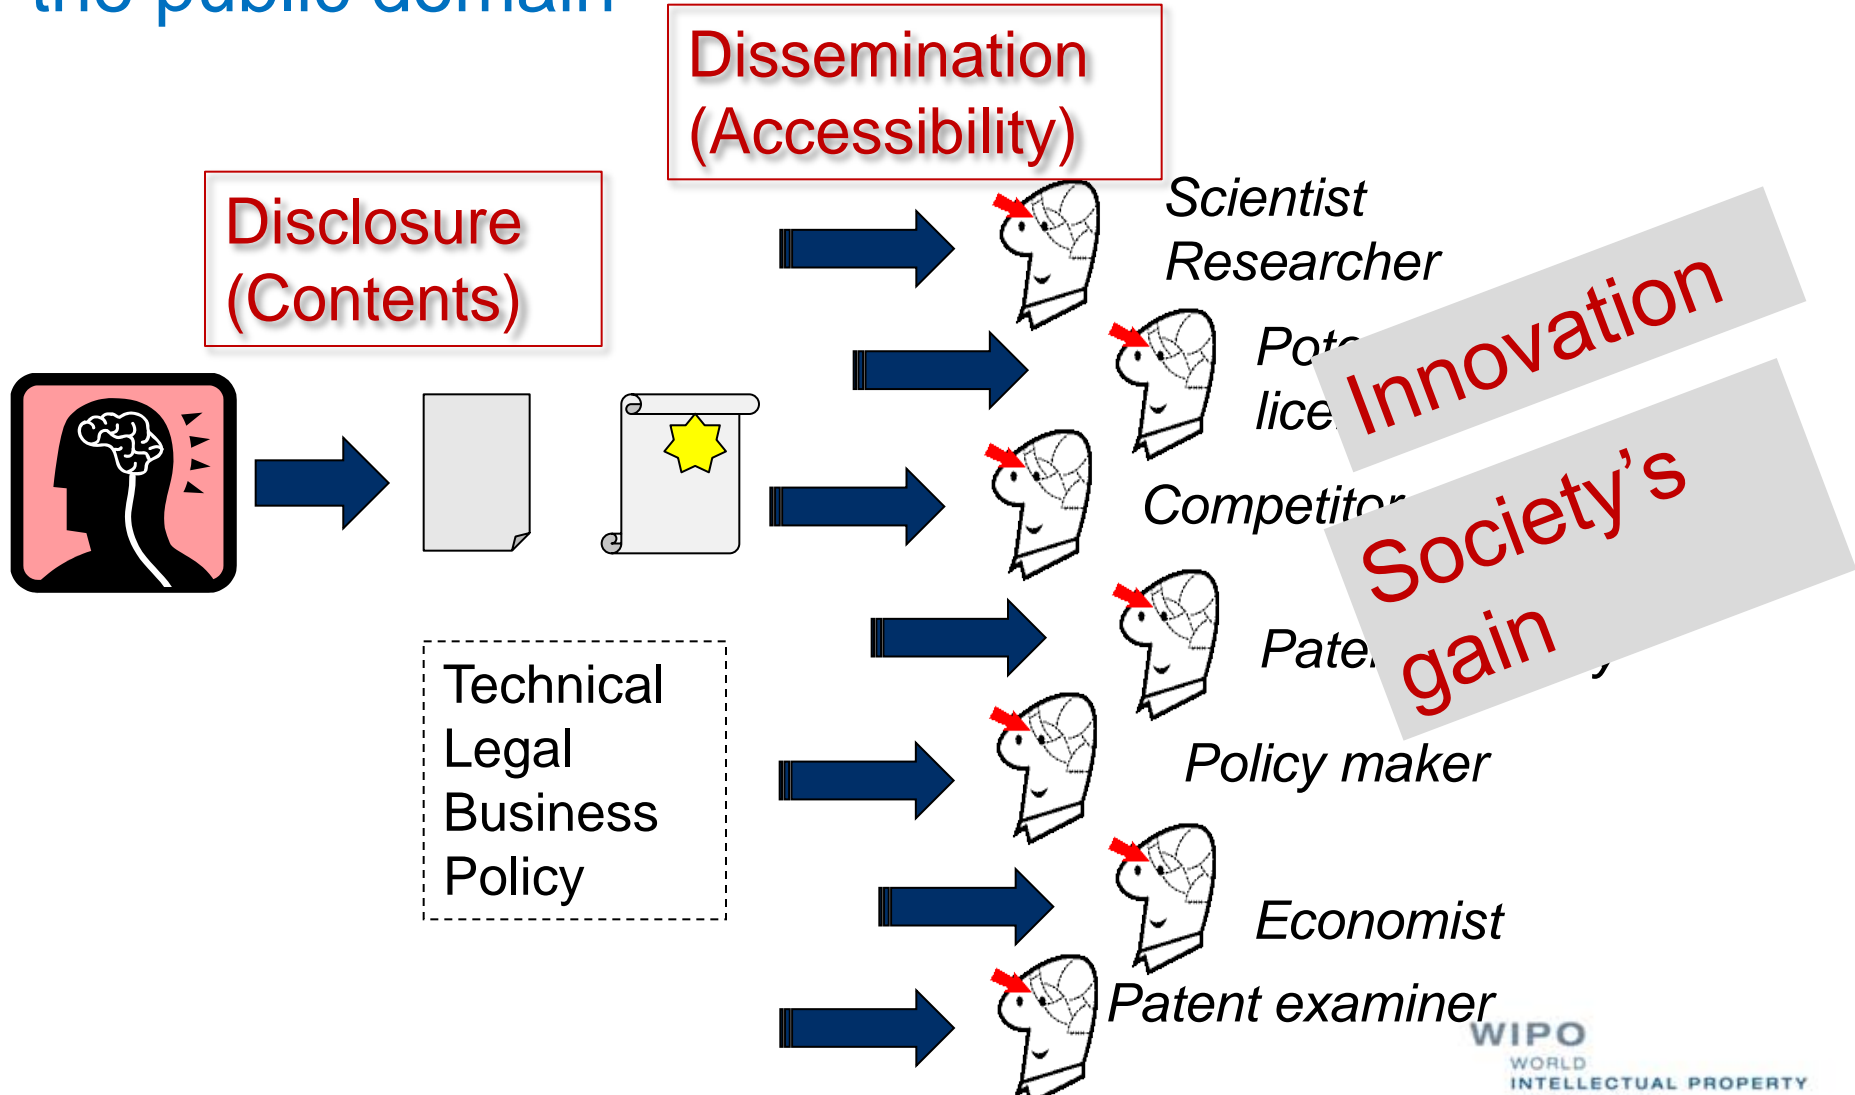 the public domain
Dissemination
(Accessibility)
Disclosure
(Contents)
Scientist
Researcher
Innovation
Competitor
Society’s
gain
Technical
Legal
Business
Policy
Policy maker
Economist
Patent examiner
WIPO
WORLD
INTELLECTUAL PROPERTY